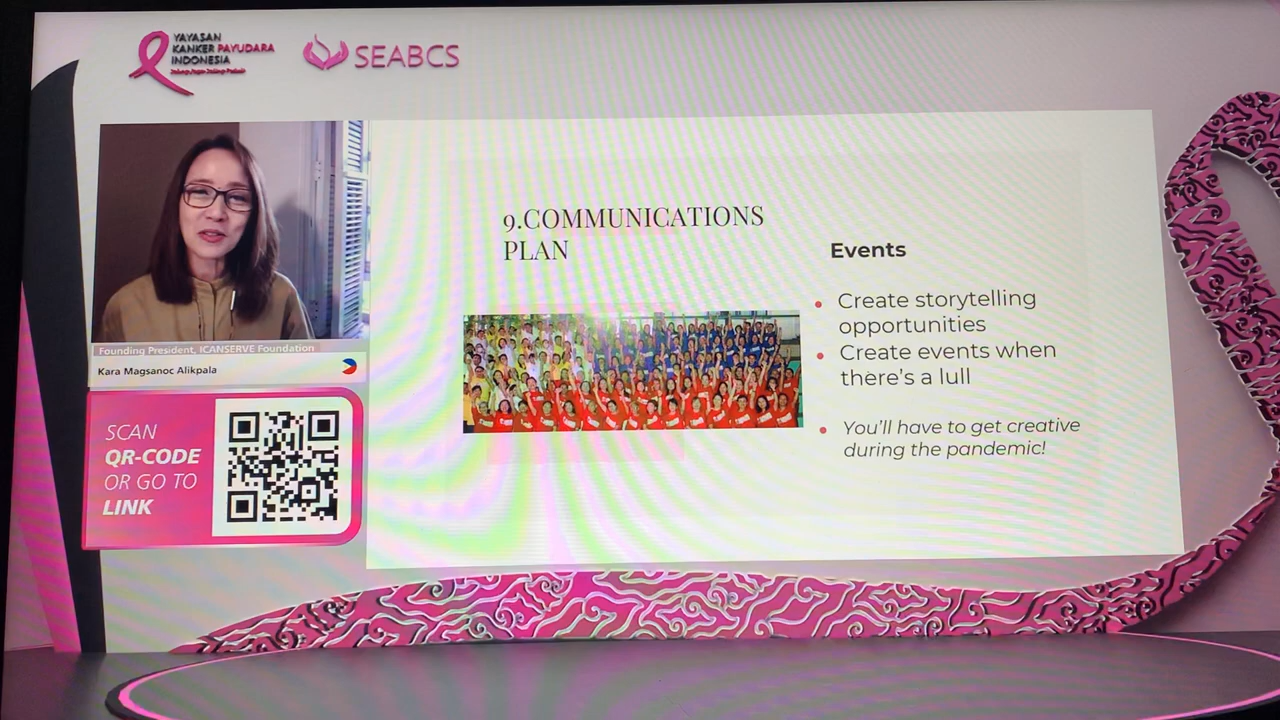 YAYASAN
KANKER PAYUDARA
INDONESIA
SEABCS
Founding President, ICANSERVE Foundation
Kara Magsanoc Alikpala
SCAN
QR-CODE
OR GO TO
LINK
9.COMMUNICATIONS
PLAN
Events
Create storytelling
opportunities
Create events when
there's a lull
You'll have to get creative
during the pandemic!